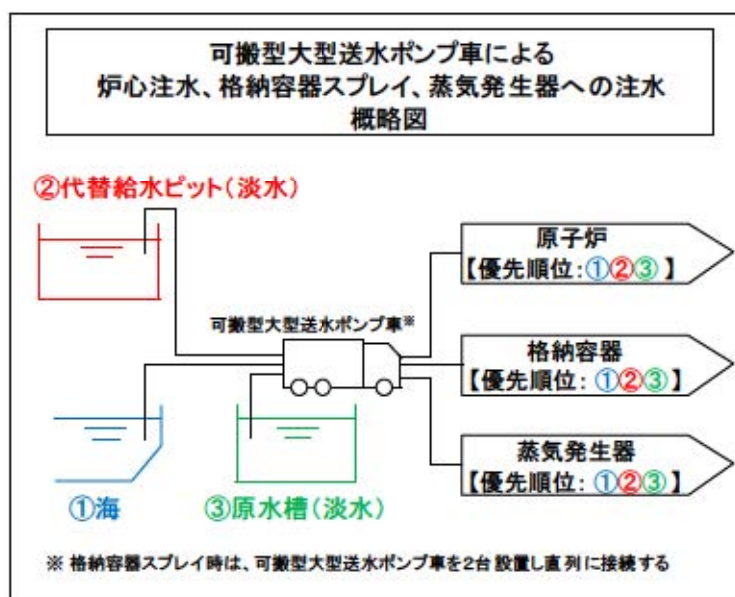 可搬型大型送水ポンプ車による
炉心注水、格納容器スプレイ、蒸気発生器への注水
概略図
②代替給水ピット(淡水)
原子炉
【優先順位:①②③】
可搬型大型送水ポンプ車※
格納容器
【優先順位: ①②③】
蒸気発生器
【優先順位: ①②③】
①海
③原水槽(淡水)
※ 格納容器スプレイ時は、可搬型大型送水ポンプ車を2台設置し直列に接続する